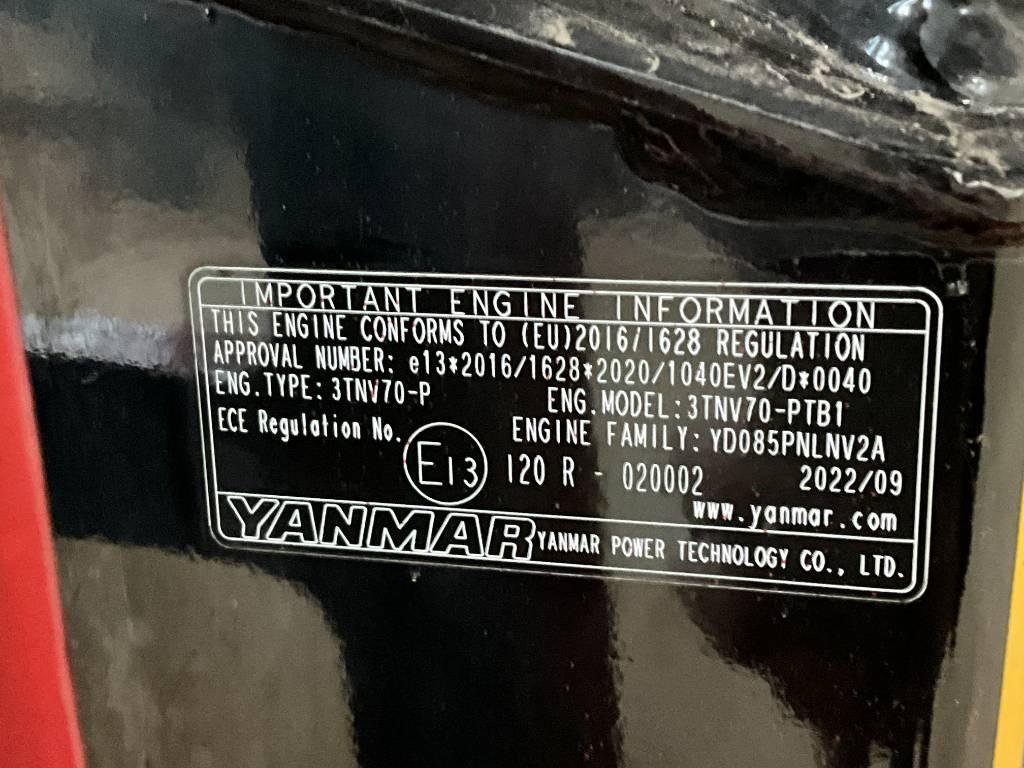 IMPORTANT ENGINE INFORMATION
THIS ENGINE CONFORMS TO (EU)2016/1628 REGULATION
APPROVAL NUMBER: e13*2016/1628*2020/1040EV2/D*0040
ENG.TYPE: 3TNV70-P ENG.MODEL: 3TNV70-PTB1
ENGINE FAMILY: YD085PNLNV2A
ECE Regulation No. E13 120 R - 020002 2022/09
www.yanmar.com
YANMAR YANMAR POWER TECHNOLOGY CO., LTD.